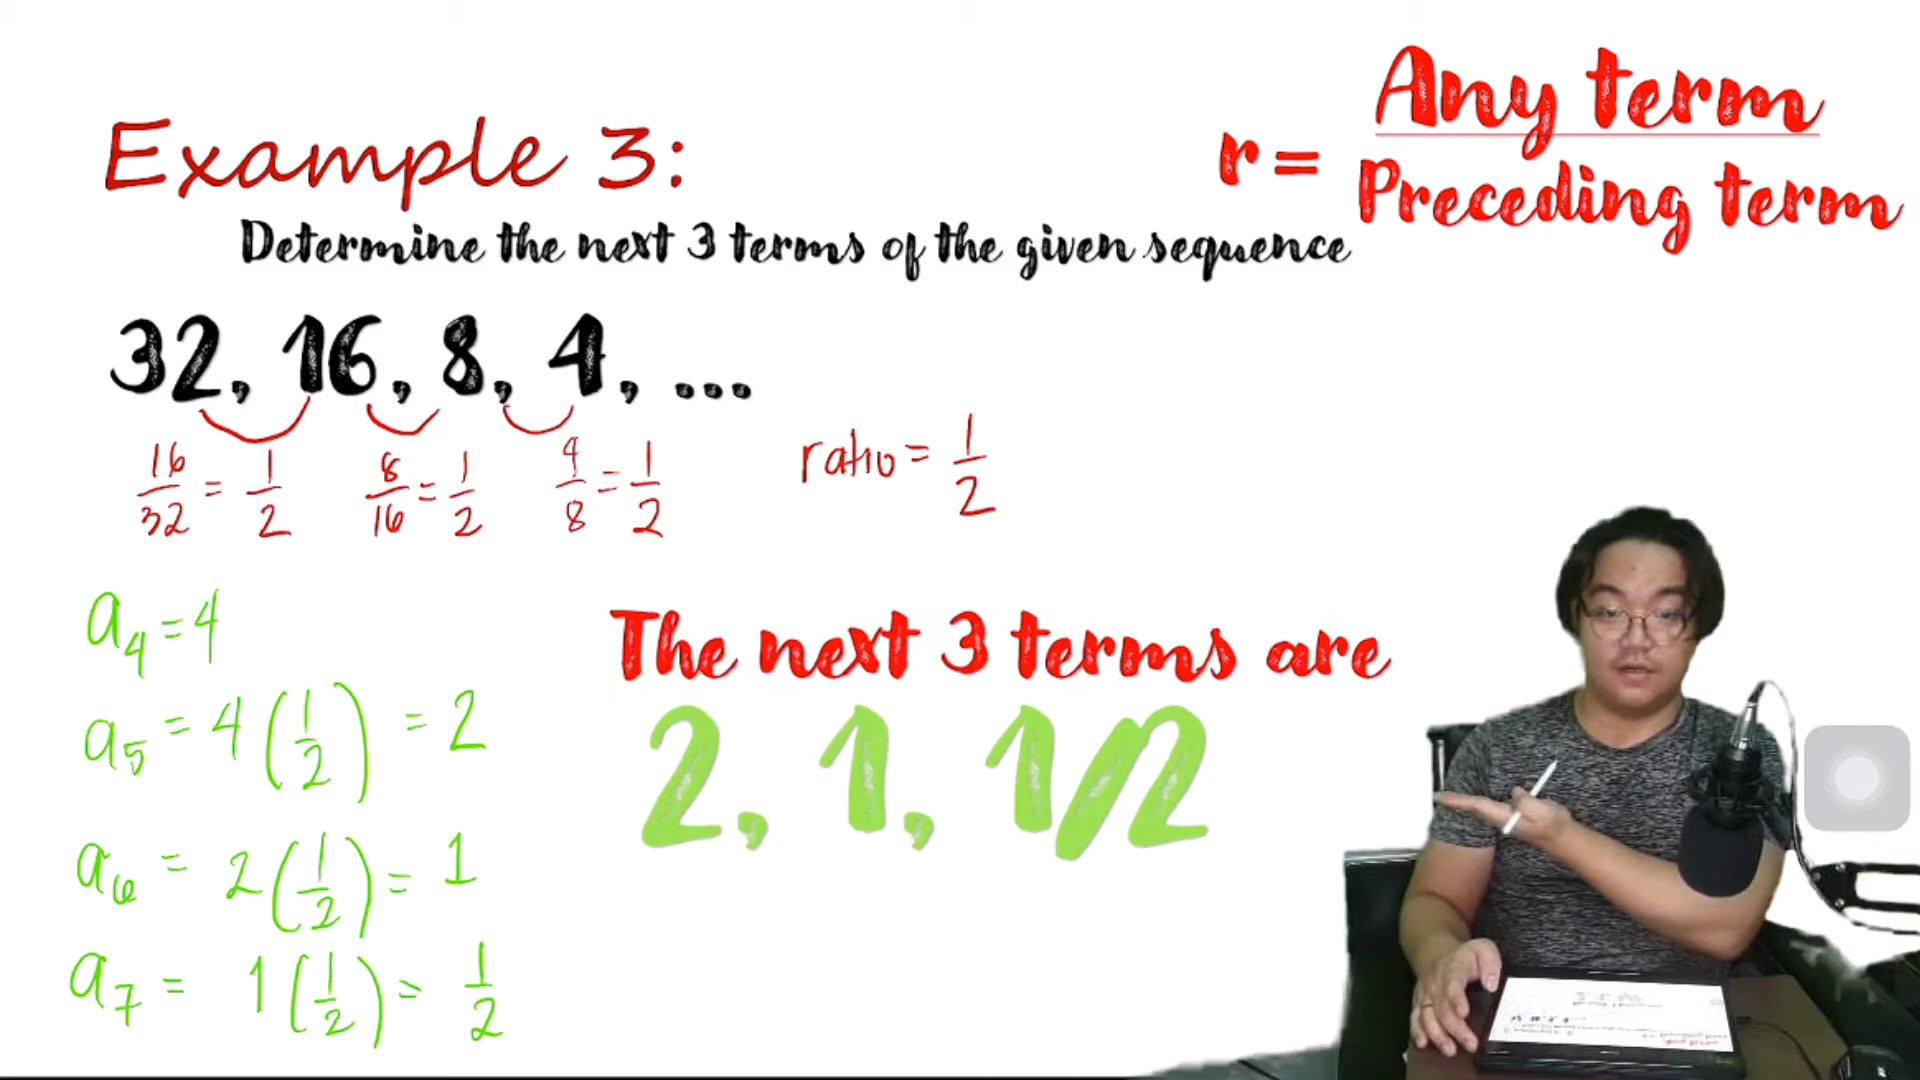 r = Any term / Preceding term
Example 3:
Determine the next 3 terms of the given sequence
32, 16, 8, 4, ...
16/32 = 1/2 8/16 = 1/2 4/8 = 1/2 ratio = 1/2
a4 = 4
a5 = 4(1/2) = 2
a6 = 2(1/2) = 1
a7 = 1(1/2) = 1/2
The next 3 terms are
2, 1, 1/2